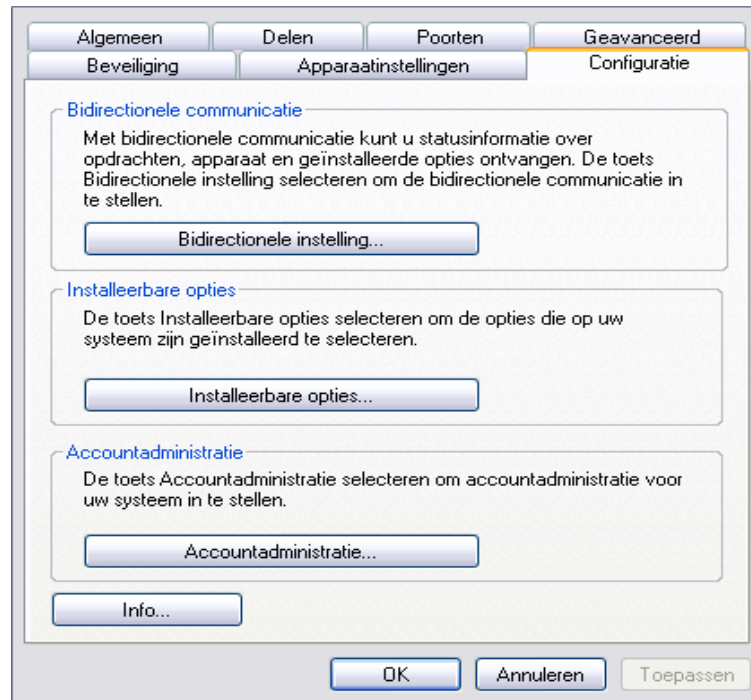 Algemeen Delen Poorten Geavanceerd
Beveiliging Apparaatinstellingen Configuratie
Bidirectionele communicatie
Met bidirectionele communicatie kunt u statusinformatie over
opdrachten, apparaat en geïnstalleerde opties ontvangen. De toets
Bidirectionele instelling selecteren om de bidirectionele communicatie in
te stellen.
Bidirectionele instelling...
Installeerbare opties
De toets Installeerbare opties selecteren om de opties die op uw
systeem zijn geïnstalleerd te selecteren.
Installeerbare opties...
Accountadministratie
De toets Accountadministratie selecteren om accountadministratie voor
uw systeem in te stellen.
Accountadministratie...
Info...
OK Annuleren Toepassen